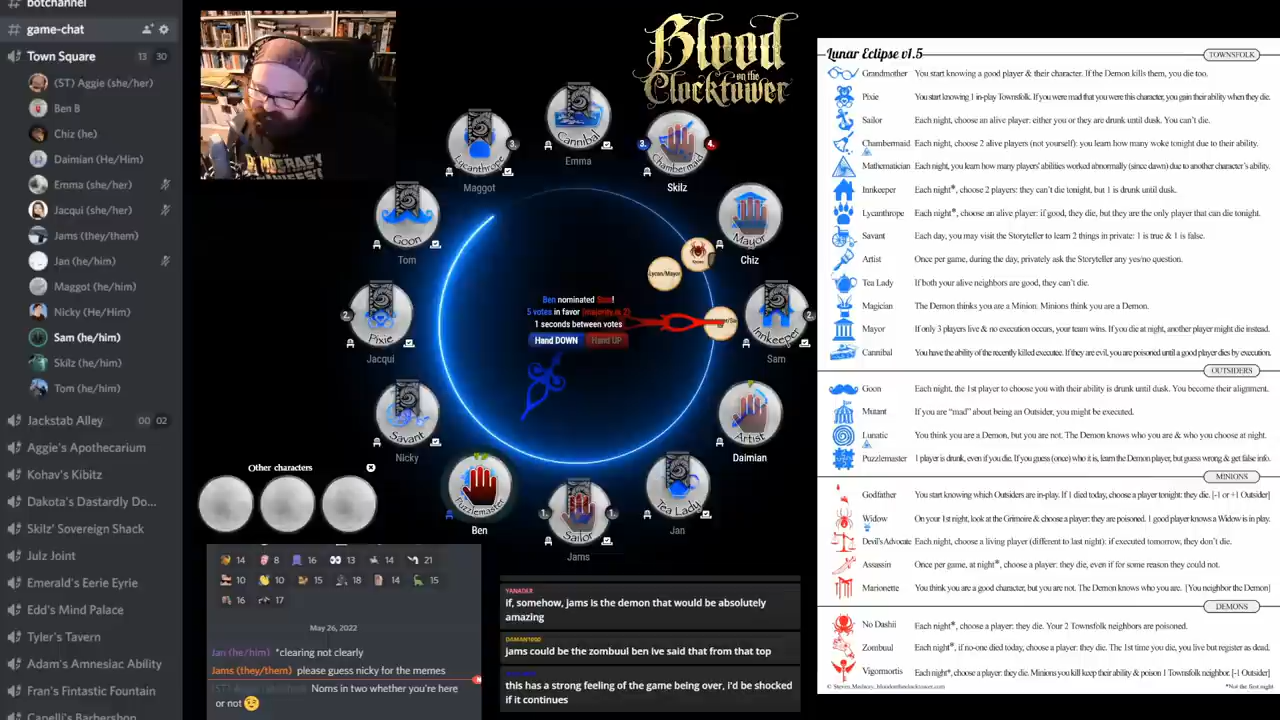 botchannel
# game-chat
Town Square 13 30
(ST) Aggie (she/her)
Ben B
Chiz (he)
Daimian (He/Him)
Emma (she/her)
Jacqui (she/her)
Jams (they/them)
Jan (he/him)
Maggot (he/him)
Nicky (He/Him)
Sam (he/him)
Skilz (he/him)
Tom (he/him)
Jackstab Alley 00 02
Aggie's Apothecarium
Kohav's Kibitz
Dakota's Dastardly Do...
Skilz' Sovereign Shack
Julz Joint
Emerald's Eerie Eyrie
Edd's Mind Palace
Tyler's Tavern
Adam's Amnesiac Ability
Fran's Einstein Fountain
Capelli's Barbershop
Blood
on the
Clocktower
Lycanthrope
3
Maggot
Cannibal
Emma
3
4
Chambermaid
Skilz
Goon
Tom
Mayor
Chiz
Lycan/Mayor
2
Pixie
Jacqui
Innkeeper
2
Sam
Ben nominated Sam!
5 votes in favor (majority is 2)
1 seconds between votes
Hand DOWN Hand UP
Savant
Nicky
Artist
Daimian
Puzzlemaster
Ben
1
Sailor
1
Jams
Tea Lady
Jan
Other characters
14 8 16 13 14 21
10 10 15 18 14 15
16 17
May 26, 2022
Jan (he/him) *clearing not clearly
Jams (they/them) please guess nicky for the memes
Noms in two whether you're here
or not
YANADER
if, somehow, jams is the demon that would be absolutely
amazing
jams could be the zombuul ben ive said that from that top
this has a strong feeling of the game being over, i'd be shocked
if it continues
Lunar Eclipse v1.5
TOWNSFOLK
Grandmother You start knowing a good player & their character. If the Demon kills them, you die too.
Pixie You start knowing 1 in-play Townsfolk. If you were mad that you were this character, you gain their ability when they die.
Sailor Each night, choose an alive player: either you or they are drunk until dusk. You can't die.
Chambermaid Each night, choose 2 alive players (not yourself): you learn how many woke tonight due to their ability.
Mathematician Each night, you learn how many players' abilities worked abnormally (since dawn) due to another character's ability.
Innkeeper Each night*, choose 2 players: they can't die tonight, but 1 is drunk until dusk.
Lycanthrope Each night*, choose an alive player: if good, they die, but they are the only player that can die tonight.
Savant Each day, you may visit the Storyteller to learn 2 things in private: 1 is true & 1 is false.
Artist Once per game, during the day, privately ask the Storyteller any yes/no question.
Tea Lady If both your alive neighbors are good, they can't die.
Magician The Demon thinks you are a Minion. Minions think you are a Demon.
Mayor If only 3 players live & no execution occurs, your team wins. If you die at night, another player might die instead.
Cannibal You have the ability of the recently killed executee. If they are evil, you are poisoned until a good player dies by execution.
OUTSIDERS
Goon Each night, the 1st player to choose you with their ability is drunk until dusk. You become their alignment.
Mutant If you are "mad" about being an Outsider, you might be executed.
Lunatic You think you are a Demon, but you are not. The Demon knows who you are & who you choose at night.
Puzzlemaster 1 player is drunk, even if you die. If you guess (once) who it is, learn the Demon player, but guess wrong & get false info.
MINIONS
Godfather You start knowing which Outsiders are in-play. If 1 died today, choose a player tonight: they die. [-1 or +1 Outsider]
Widow On your 1st night, look at the Grimoire & choose a player: they are poisoned. 1 good player knows a Widow is in play.
Devil's Advocate Each night, choose a living player (different to last night): if executed tomorrow, they don't die.
Assassin Once per game, at night*, choose a player: they die, even if for some reason they could not.
Marionette You think you are a good character, but you are not. The Demon knows who you are. [You neighbor the Demon]
DEMONS
No Dashii Each night*, choose a player: they die. Your 2 Townsfolk neighbors are poisoned.
Zombuul Each night*, if no-one died today, choose a player: they die. The 1st time you die, you live but register as dead.
Vigormortis Each night*, choose a player: they die. Minions you kill keep their ability & poison 1 Townsfolk neighbor. [-1 Outsider]
© Steven Medway, bloodontheclocktower.com *Not the first night